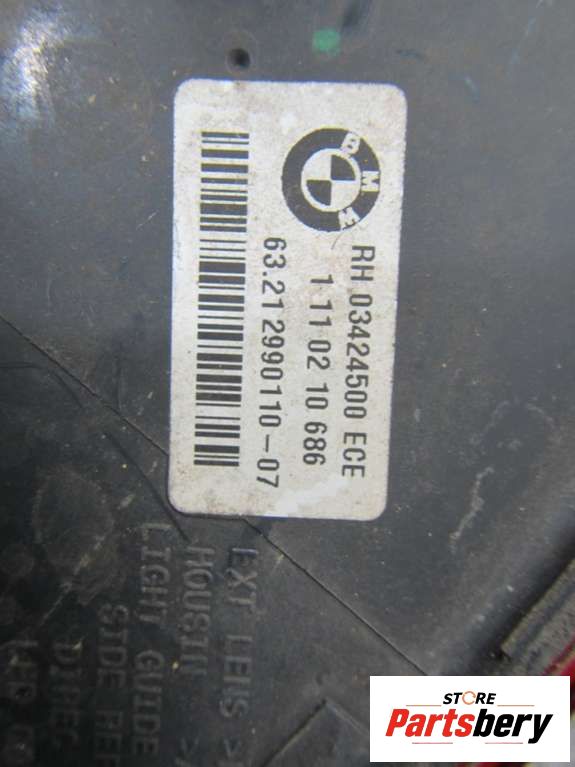 BMW
RH 03424500 ECE
1 11 02 10 686
63.21 2990110-07
EXT LENS >
HOUSIN
LIGHT GUIDE
SIDE REF
STORE
Partsbery